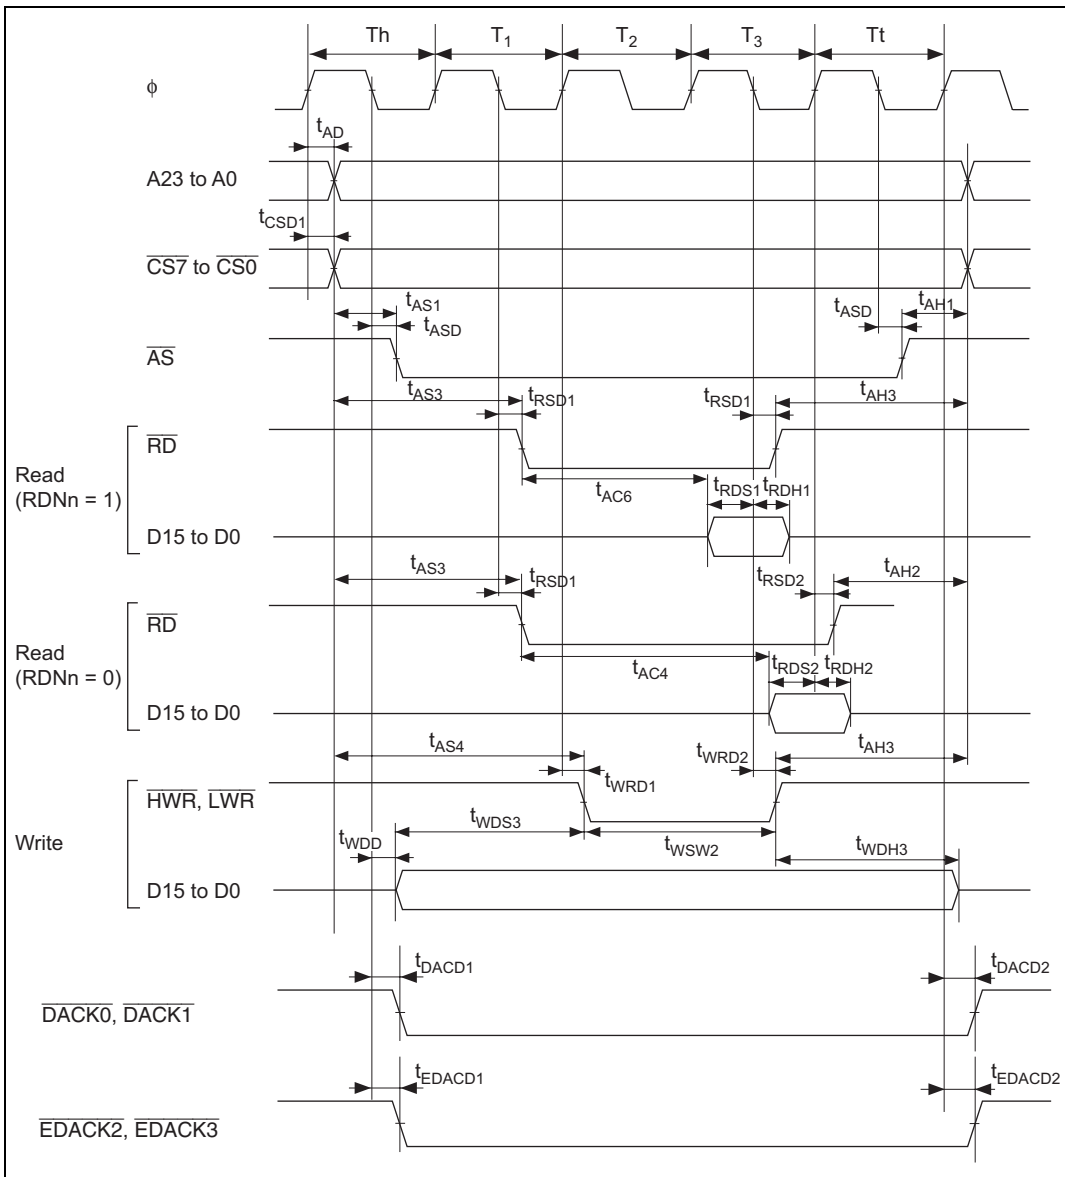 Th T1 T2 T3 Tt
ϕ
tAD
A23 to A0
tCSD1
CS7 to CS0
tAS1 tASD tAH1
tASD
AS
tAS3 tRSD1 tRSD1 tAH3
RD
Read
(RDNn = 1)
tAC6 tRDS1 tRDH1
D15 to D0
tAS3 tRSD1 tRSD2 tAH2
RD
Read
(RDNn = 0)
tAC4 tRDS2 tRDH2
D15 to D0
tAS4 tWRD1 tWRD2 tAH3
HWR, LWR
Write
tWDD tWDS3 tWSW2 tWDH3
D15 to D0
tDACD1 tDACD2
DACK0, DACK1
tEDACD1 tEDACD2
EDACK2, EDACK3